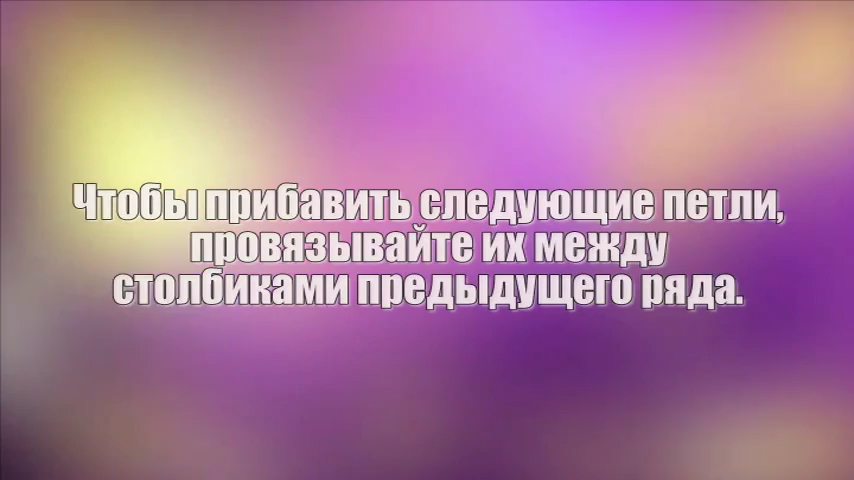 Чтобы прибавить следующие петли,
провязывайте их между
столбиками предыдущего ряда.